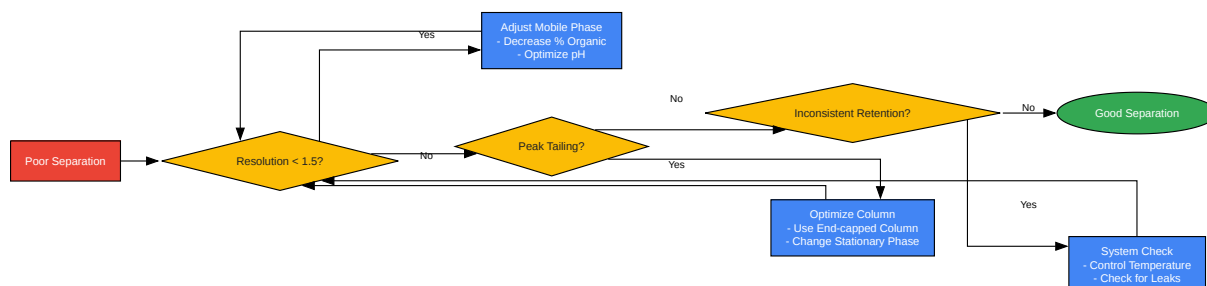 Adjust Mobile Phase
- Decrease % Organic
- Optimize pH
Yes
No
Inconsistent Retention?
No
Good Separation
Poor Separation
Resolution < 1.5?
No
Peak Tailing?
Yes
Optimize Column
- Use End-capped Column
- Change Stationary Phase
Yes
System Check
- Control Temperature
- Check for Leaks